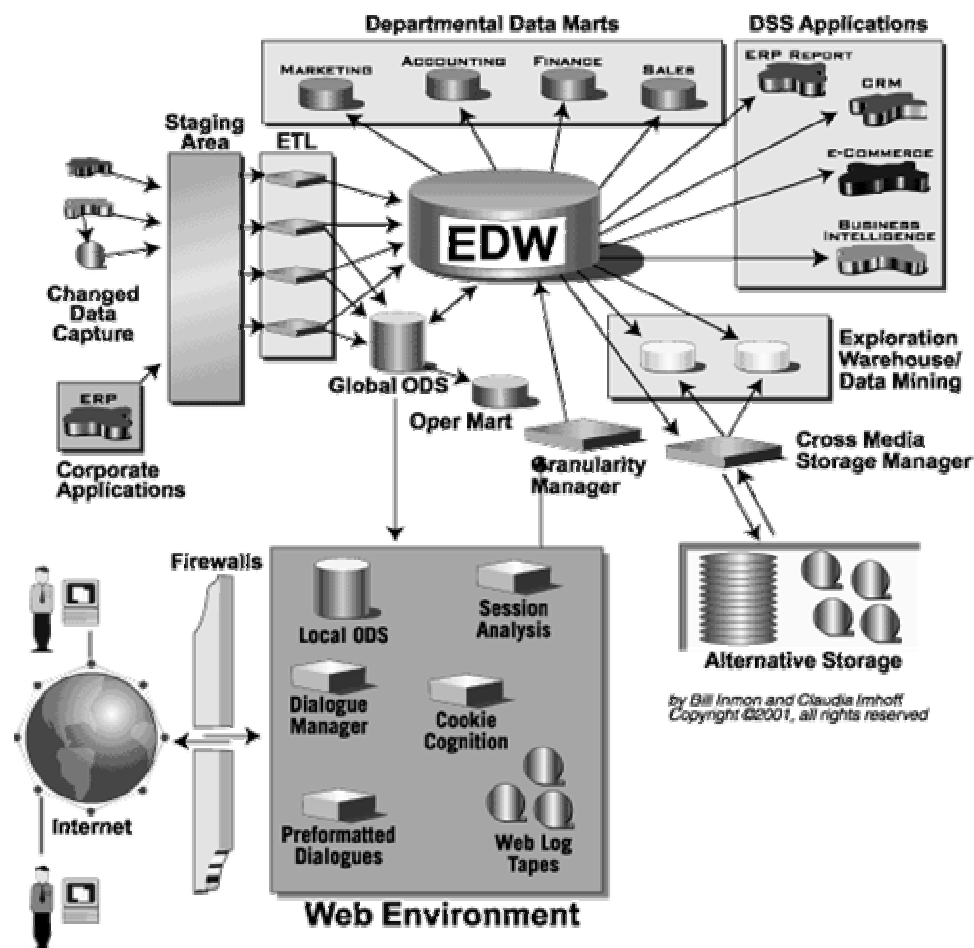 Departmental Data Marts
DSS Applications
MARKETING
ACCOUNTING
FINANCE
SALES
ERP REPORT
CRM
E-COMMERCE
BUSINESS
INTELLIGENCE
Staging
Area
ETL
EDW
Changed
Data
Capture
Global ODS
Oper Mart
Exploration
Warehouse/
Data Mining
ERP
Corporate
Applications
Granularity
Manager
Cross Media
Storage Manager
Firewalls
Local ODS
Session
Analysis
Alternative Storage
Dialogue
Manager
Cookie
Cognition
by Bill Inmon and Claudia Imhoff
Copyright ©2001, all rights reserved
Internet
Preformatted
Dialogues
Web Log
Tapes
Web Environment